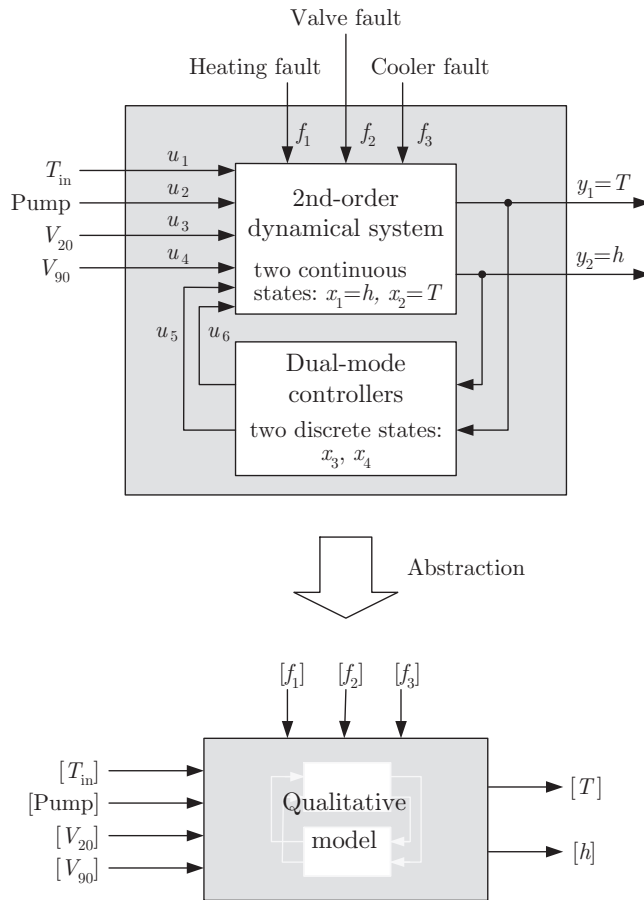 Valve fault
Heating fault
Cooler fault
f1
f2
f3
Tin
u1
Pump
u2
V20
u3
V90
u4
2nd-order
dynamical system
two continuous
states: x1=h, x2=T
y1=T
y2=h
u5
u6
Dual-mode
controllers
two discrete states:
x3, x4
Abstraction
[f1]
[f2]
[f3]
[Tin]
[Pump]
[V20]
[V90]
Qualitative
model
[T]
[h]